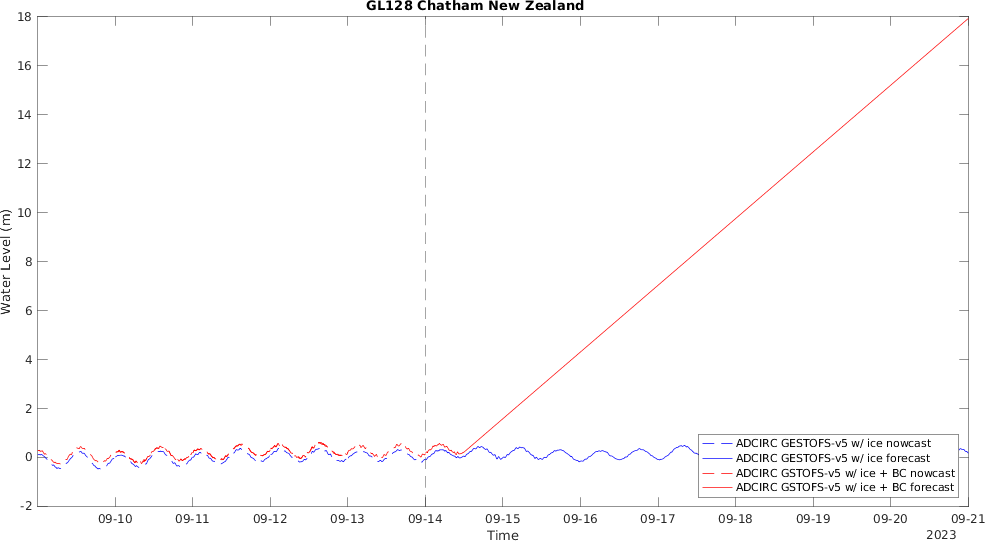 GL128 Chatham New Zealand
18
16
14
12
10
8
6
4
2
0
-2
Water Level (m)
ADCIRC GESTOFS-v5 w/ ice nowcast
ADCIRC GESTOFS-v5 w/ ice forecast
ADCIRC GSTOFS-v5 w/ ice + BC nowcast
ADCIRC GSTOFS-v5 w/ ice + BC forecast
09-10 09-11 09-12 09-13 09-14 09-15 09-16 09-17 09-18 09-19 09-20 09-21
Time
2023